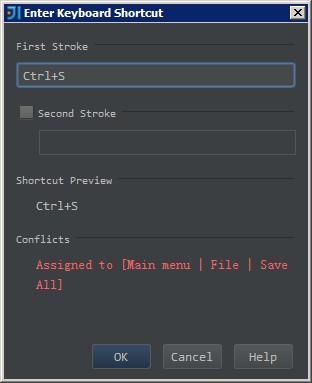 Enter Keyboard Shortcut
First Stroke
Ctrl+S
Second Stroke
Shortcut Preview
Ctrl+S
Conflicts
Assigned to [Main menu | File | Save
All]
OK Cancel Help